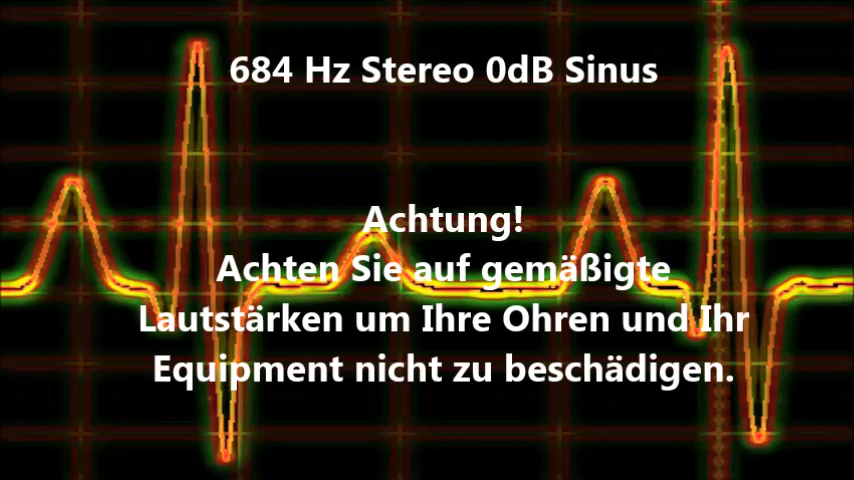 684 Hz Stereo 0dB Sinus
Achtung!
Achten Sie auf gemäßigte
Lautstärken um Ihre Ohren und Ihr
Equipment nicht zu beschädigen.